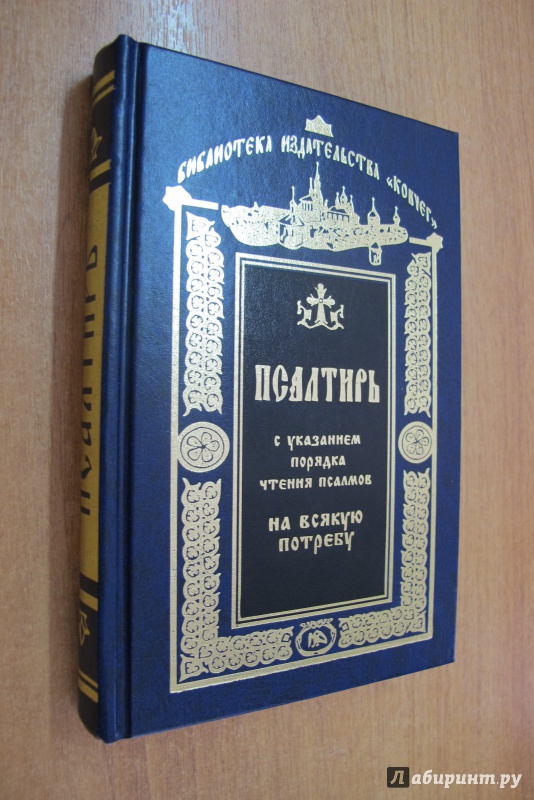 БИБЛИОТЕКА ИЗДАТЕЛЬСТВА «КОВЧЕГ»
ПСАЛТИРЬ
С УКАЗАНИЕМ
ПОРЯДКА
ЧТЕНИЯ ПСАЛМОВ
НА ВСЯКУЮ
ПОТРЕБУ
ПСАЛТИРЬ
Лабиринт.ру